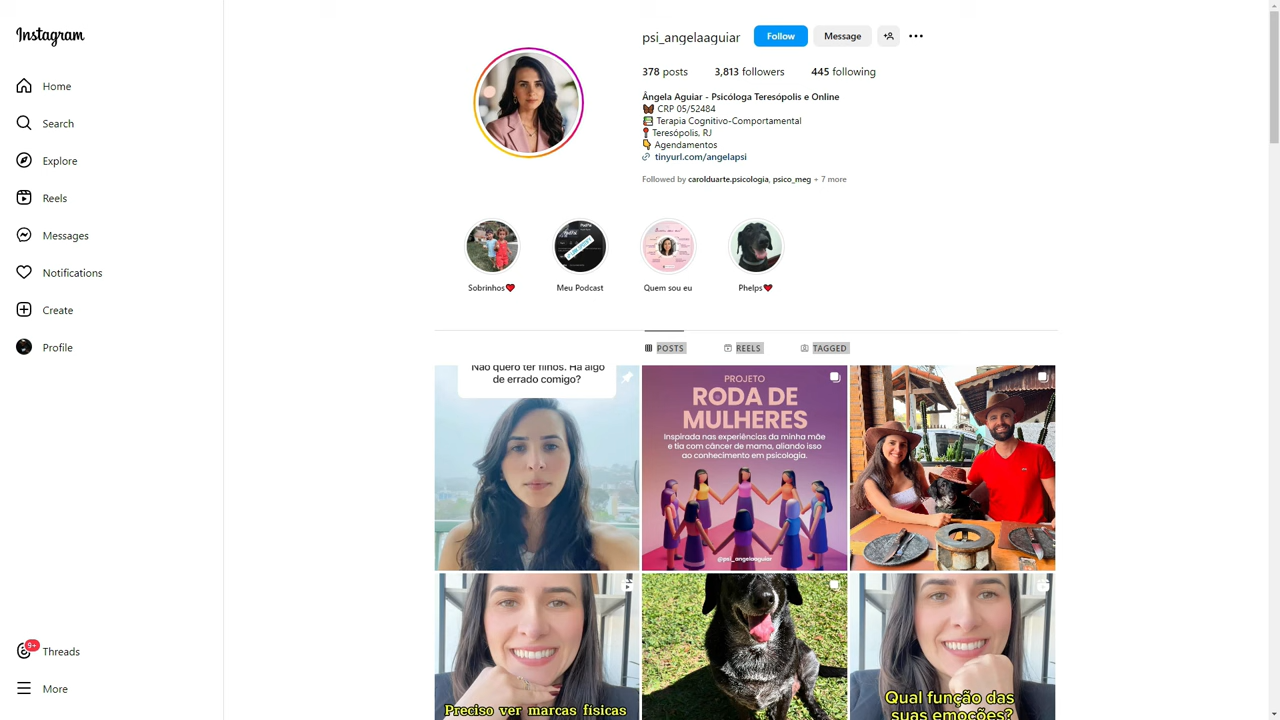 Instagram
Home
Search
Explore
Reels
Messages
Notifications
Create
Profile
9+
Threads
More
psi_angelaaguiar
Follow
Message
378 posts
3,813 followers
445 following
Ângela Aguiar - Psicóloga Teresópolis e Online
CRP 05/52484
Terapia Cognitivo-Comportamental
Teresópolis, RJ
Agendamentos
tinyurl.com/angelapsi
Followed by carolduarte.psicologia, psico_meg + 7 more
Sobrinhos
Meu Podcast
Quem sou eu
Phelps
POSTS
REELS
TAGGED
Não quero ter filhos. Há algo
de errado comigo?
PROJETO
RODA DE
MULHERES
Inspirada nas experiências da minha mãe
e tia com câncer de mama, aliando isso
ao conhecimento em psicologia.
@psi_angelaaguiar
Preciso ver marcas físicas
Qual função das
suas emoções?